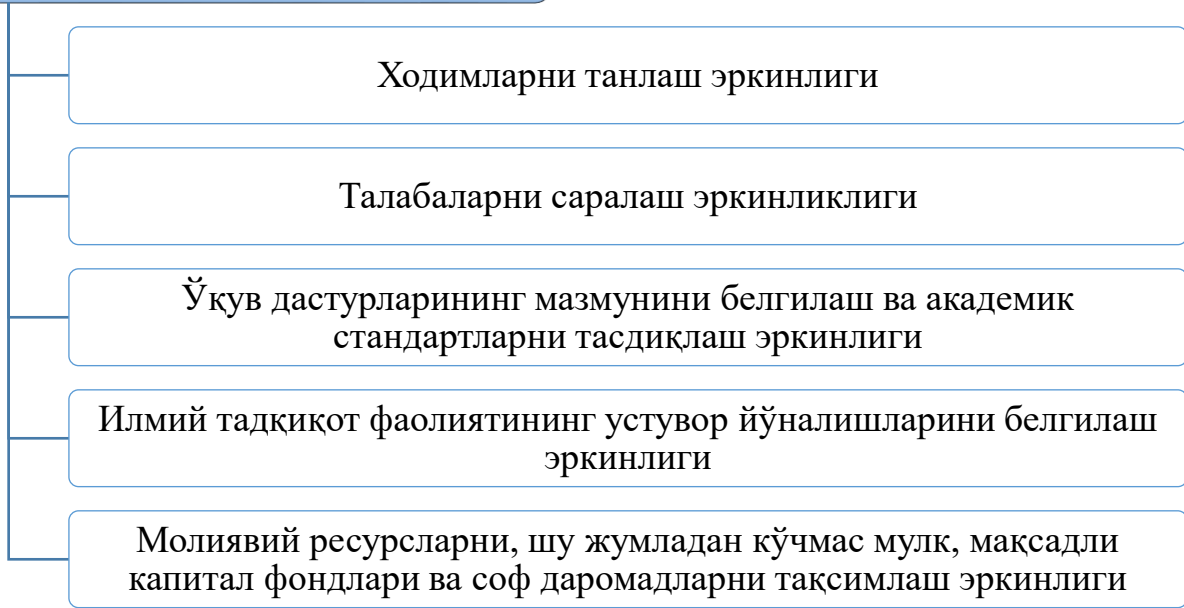 Ходимларни танлаш эркинлиги
Талабаларни саралаш эркинликлиги
Ўқув дастурларининг мазмунини белгилаш ва академик
стандартларни тасдиқлаш эркинлиги
Илмий тадқиқот фаолиятининг устувор йўналишларини белгилаш
эркинлиги
Молиявий ресурсларни, шу жумладан кўчмас мулк, мақсадли
капитал фондлари ва соф даромадларни тақсимлаш эркинлиги